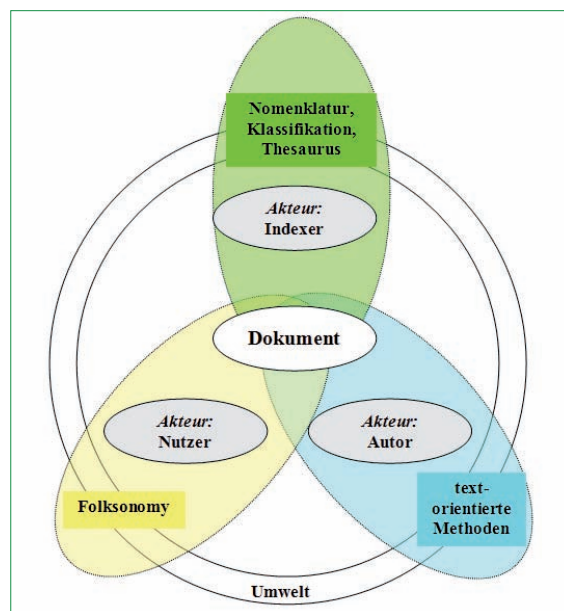 Nomenklatur,
Klassifikation,
Thesaurus
Akteur:
Indexer
Dokument
Akteur:
Nutzer
Akteur:
Autor
Folksonomy
text-
orientierte
Methoden
Umwelt